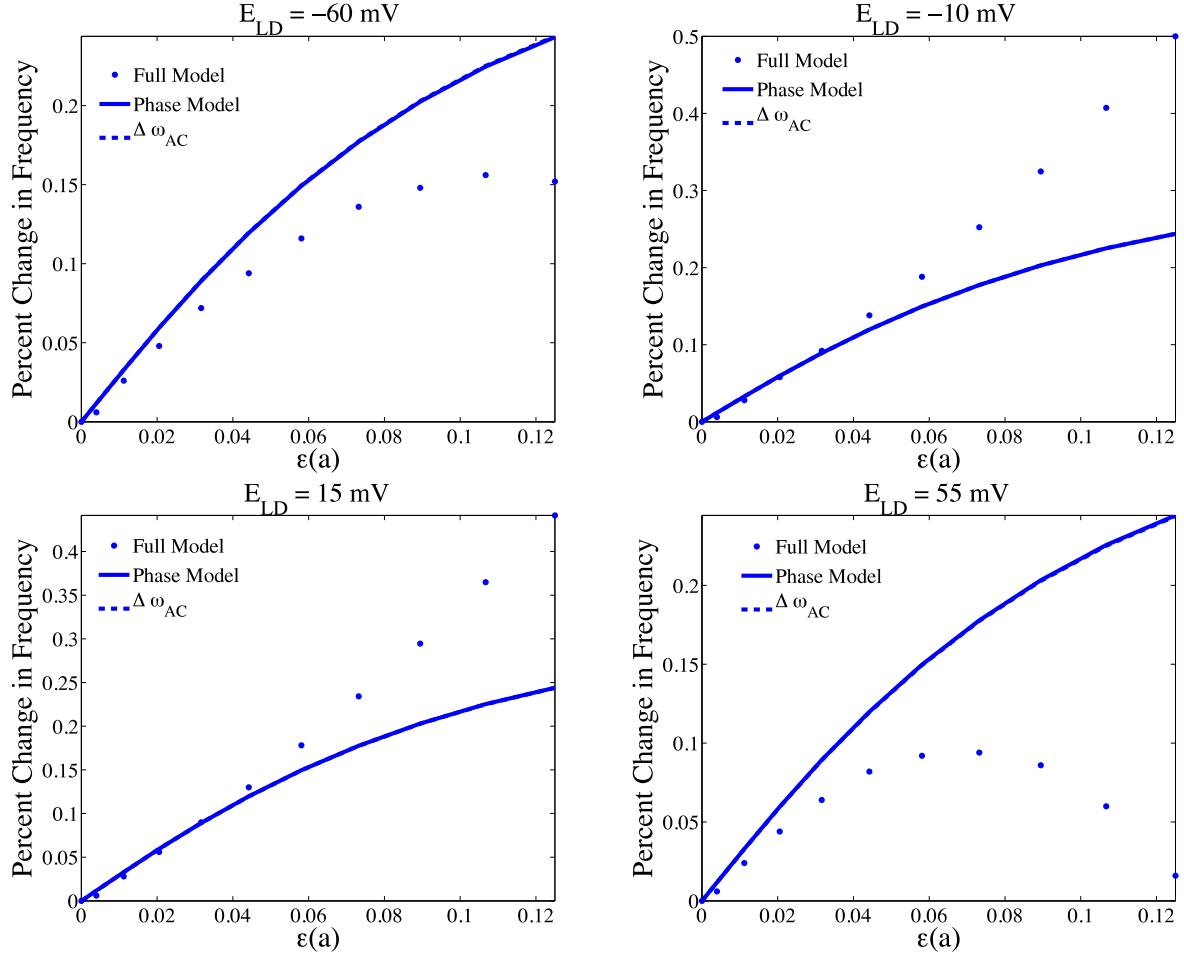 E_LD = −60 mV
Percent Change in Frequency
Full Model
Phase Model
Δ ω_AC
0.2
0.15
0.1
0.05
0
0 0.02 0.04 0.06 0.08 0.1 0.12
ε(a)
E_LD = −10 mV
Percent Change in Frequency
Full Model
Phase Model
Δ ω_AC
0.5
0.4
0.3
0.2
0.1
0
0 0.02 0.04 0.06 0.08 0.1 0.12
ε(a)
E_LD = 15 mV
Percent Change in Frequency
Full Model
Phase Model
Δ ω_AC
0.4
0.35
0.3
0.25
0.2
0.15
0.1
0.05
0
0 0.02 0.04 0.06 0.08 0.1 0.12
ε(a)
E_LD = 55 mV
Percent Change in Frequency
Full Model
Phase Model
Δ ω_AC
0.2
0.15
0.1
0.05
0
0 0.02 0.04 0.06 0.08 0.1 0.12
ε(a)